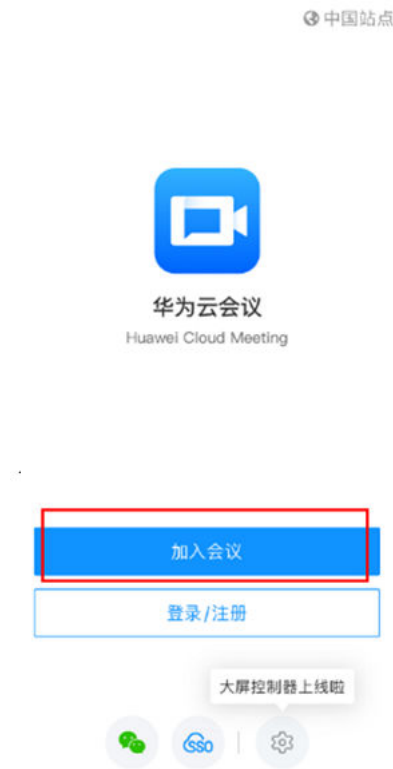 中国站点
华为云会议
Huawei Cloud Meeting
加入会议
登录/注册
大屏控制器上线啦
SSO